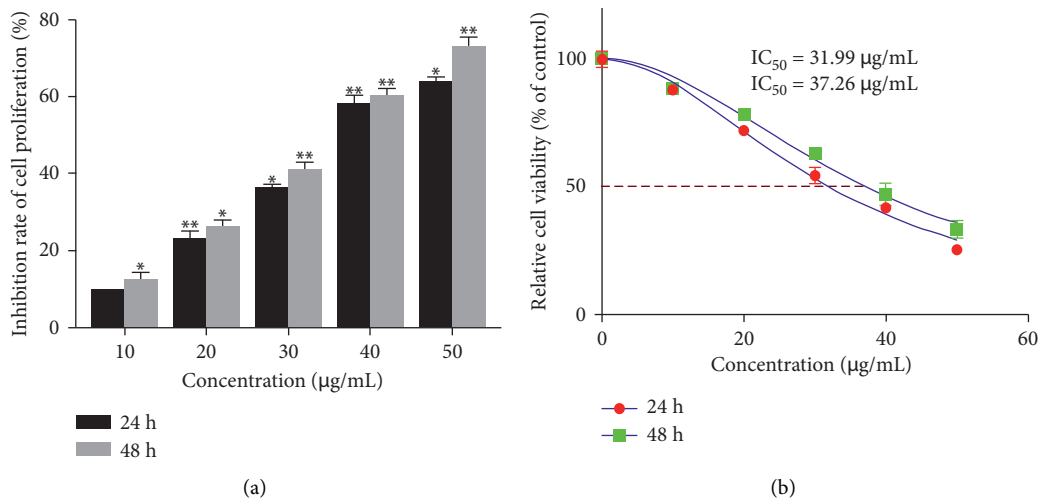 Inhibition rate of cell proliferation (%)
80
60
40
20
0
*
**
*
*
**
**
**
*
**
10
20
30
40
50
Concentration (µg/mL)
24 h
48 h
(a)
Relative cell viability (% of control)
100
50
0
IC50 = 31.99 µg/mL
IC50 = 37.26 µg/mL
0
20
40
60
Concentration (µg/mL)
24 h
48 h
(b)